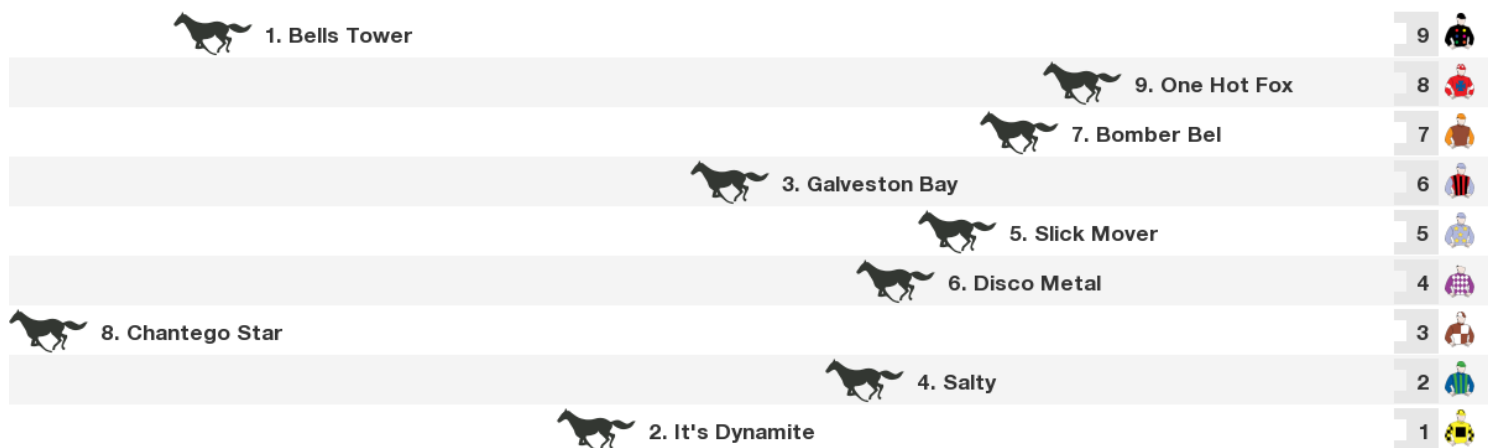 1. Bells Tower 9
9. One Hot Fox 8
7. Bomber Bel 7
3. Galveston Bay 6
5. Slick Mover 5
6. Disco Metal 4
8. Chantego Star 3
4. Salty 2
2. It's Dynamite 1